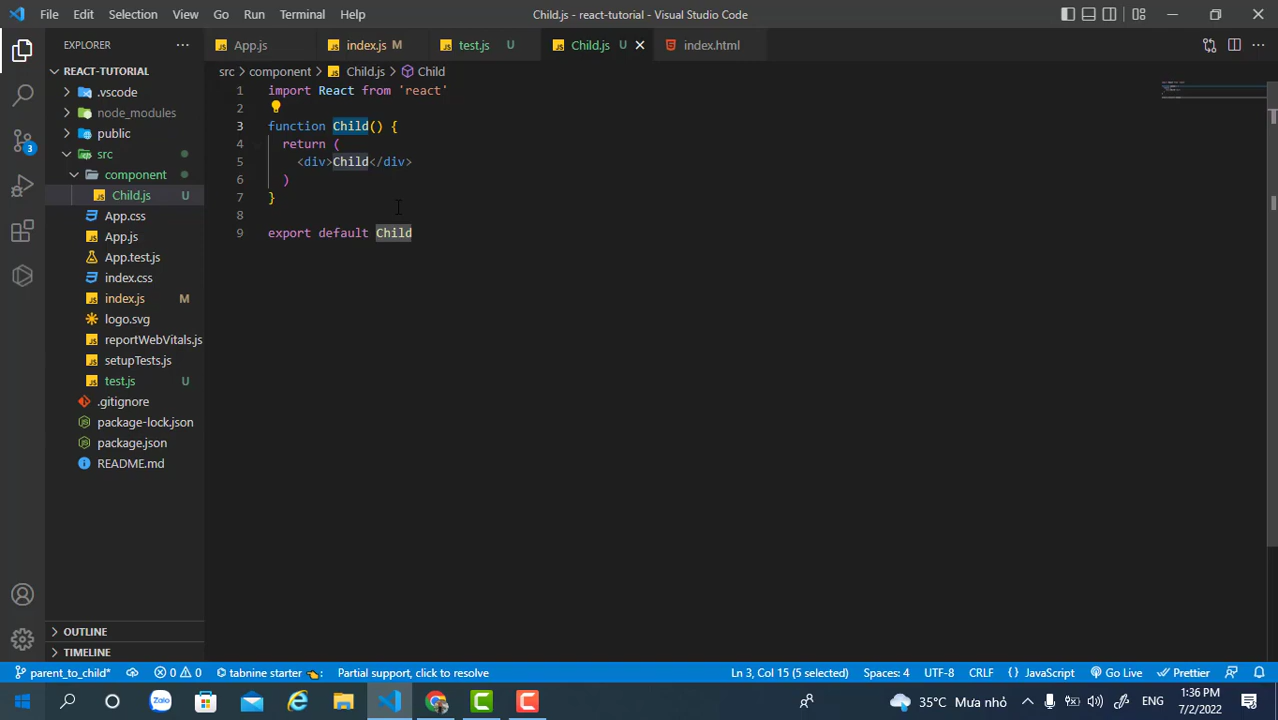 File Edit Selection View Go Run Terminal Help
Child.js - react-tutorial - Visual Studio Code
EXPLORER
App.js
index.js M
test.js U
Child.js U
index.html
REACT-TUTORIAL
.vscode
node_modules
public
src
component
Child.js U
App.css
App.js
App.test.js
index.css
index.js M
logo.svg
reportWebVitals.js
setupTests.js
test.js U
.gitignore
package-lock.json
package.json
README.md
OUTLINE
TIMELINE
3
src > component > Child.js > Child
1 import React from 'react'
2
3 function Child() {
4 return (
5 <div>Child</div>
6 )
7 }
8
9 export default Child
parent_to_child* 0 0 tabnine starter Partial support, click to resolve Ln 3, Col 15 (5 selected) Spaces: 4 UTF-8 CRLF { } JavaScript Go Live Prettier
Zalo
35°C Mưa nhỏ ENG
1:36 PM
7/2/2022